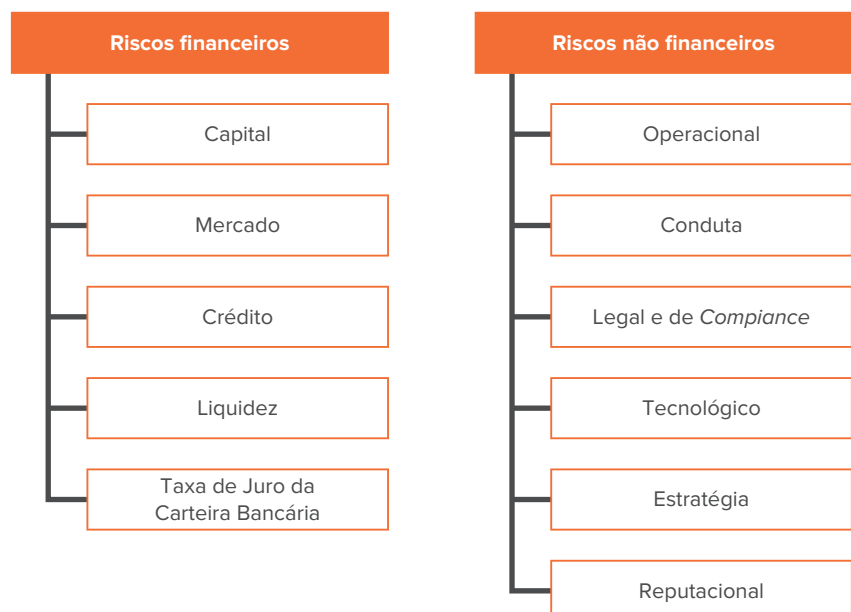 Riscos financeiros
Capital
Mercado
Crédito
Liquidez
Taxa de Juro da
Carteira Bancária
Riscos não financeiros
Operacional
Conduta
Legal e de Compiance
Tecnológico
Estratégia
Reputacional